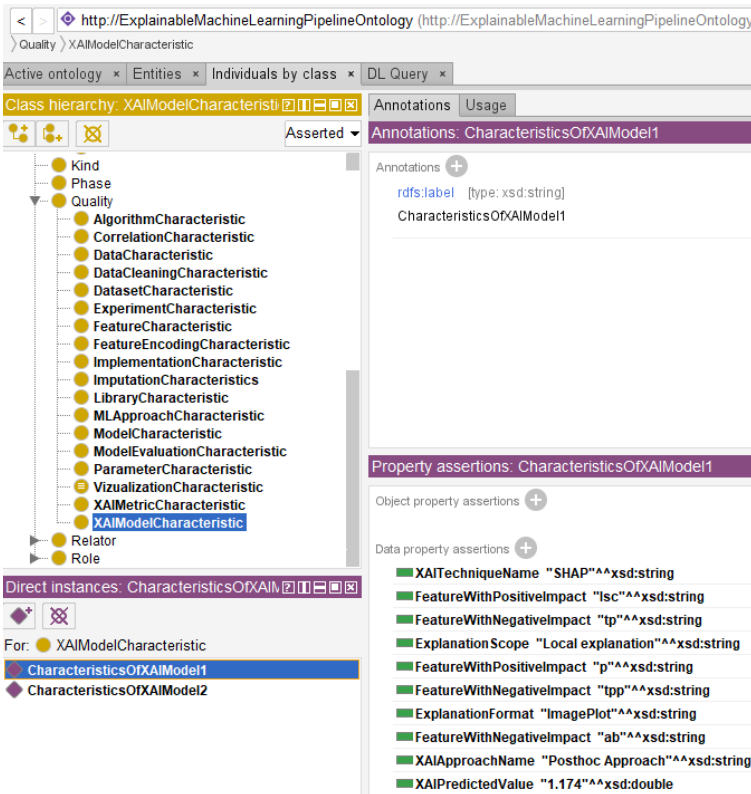 < > http://ExplainableMachineLearningPipelineOntology (http://ExplainableMachineLearningPipelineOntology
Quality XAIModelCharacteristic
Active ontology × Entities × Individuals by class × DL Query ×
Class hierarchy: XAIModelCharacteristi
Asserted
Kind
Phase
Quality
AlgorithmCharacteristic
CorrelationCharacteristic
DataCharacteristic
DataCleaningCharacteristic
DatasetCharacteristic
ExperimentCharacteristic
FeatureCharacteristic
FeatureEncodingCharacteristic
ImplementationCharacteristic
ImputationCharacteristics
LibraryCharacteristic
MLApproachCharacteristic
ModelCharacteristic
ModelEvaluationCharacteristic
ParameterCharacteristic
VizualizationCharacteristic
XAIMetricCharacteristic
XAIModelCharacteristic
Relator
Role
Direct instances: CharacteristicsOfXAIM
For: XAIModelCharacteristic
CharacteristicsOfXAIModel1
CharacteristicsOfXAIModel2
Annotations Usage
Annotations: CharacteristicsOfXAIModel1
Annotations
rdfs:label [type: xsd:string]
CharacteristicsOfXAIModel1
Property assertions: CharacteristicsOfXAIModel1
Object property assertions
Data property assertions
XAITechniqueName "SHAP"^^xsd:string
FeatureWithPositiveImpact "lsc"^^xsd:string
FeatureWithNegativeImpact "tp"^^xsd:string
ExplanationScope "Local explanation"^^xsd:string
FeatureWithPositiveImpact "p"^^xsd:string
FeatureWithNegativeImpact "tpp"^^xsd:string
ExplanationFormat "ImagePlot"^^xsd:string
FeatureWithNegativeImpact "ab"^^xsd:string
XAIApproachName "Posthoc Approach"^^xsd:string
XAIPredictedValue "1.174"^^xsd:double